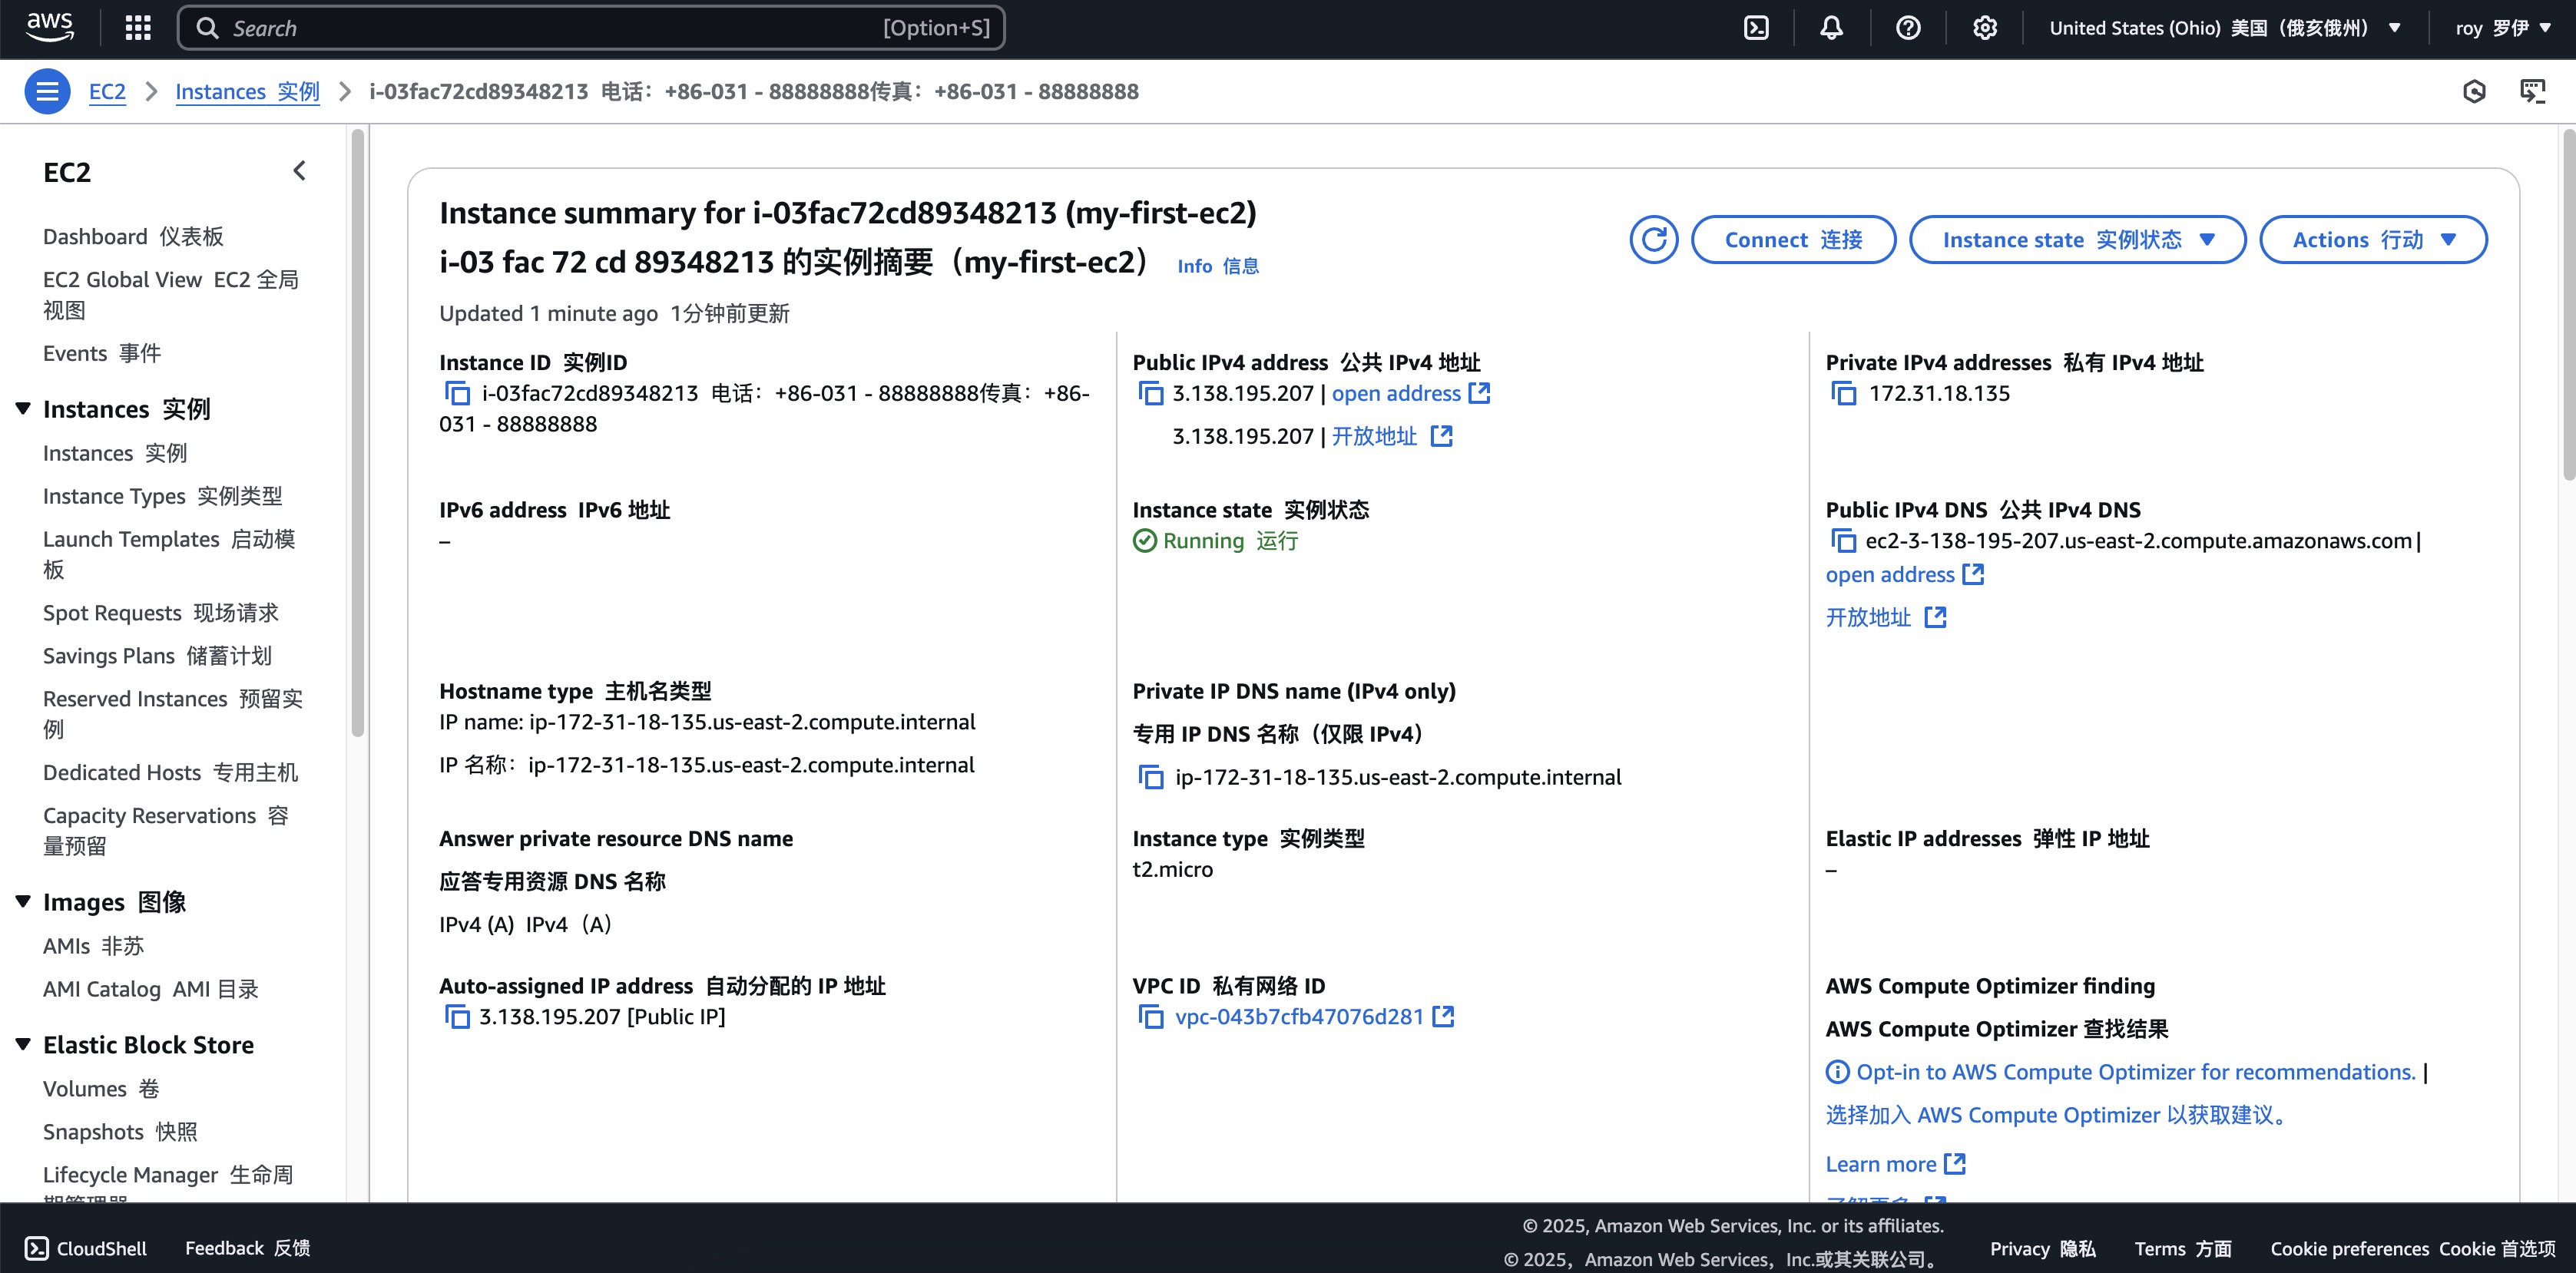 aws
Search
[Option+S]
United States (Ohio) 美国（俄亥俄州）
roy 罗伊
EC2
Instances 实例
i-03fac72cd89348213 电话：+86-031 - 88888888传真：+86-031 - 88888888
EC2
Dashboard 仪表板
EC2 Global View EC2 全局
视图
Events 事件
Instances 实例
Instances 实例
Instance Types 实例类型
Launch Templates 启动模
板
Spot Requests 现场请求
Savings Plans 储蓄计划
Reserved Instances 预留实
例
Dedicated Hosts 专用主机
Capacity Reservations 容
量预留
Images 图像
AMIs 非苏
AMI Catalog AMI 目录
Elastic Block Store
Volumes 卷
Snapshots 快照
Lifecycle Manager 生命周
期管理器
Instance summary for i-03fac72cd89348213 (my-first-ec2)
i-03 fac 72 cd 89348213 的实例摘要（my-first-ec2） Info 信息
Updated 1 minute ago 1分钟前更新
Connect 连接
Instance state 实例状态
Actions 行动
Instance ID 实例ID
i-03fac72cd89348213 电话：+86-031 - 88888888传真：+86-
031 - 88888888
Public IPv4 address 公共 IPv4 地址
3.138.195.207 | open address
3.138.195.207 | 开放地址
Private IPv4 addresses 私有 IPv4 地址
172.31.18.135
IPv6 address IPv6 地址
–
Instance state 实例状态
Running 运行
Public IPv4 DNS 公共 IPv4 DNS
ec2-3-138-195-207.us-east-2.compute.amazonaws.com |
open address
开放地址
Hostname type 主机名类型
IP name: ip-172-31-18-135.us-east-2.compute.internal
IP 名称：ip-172-31-18-135.us-east-2.compute.internal
Private IP DNS name (IPv4 only)
专用 IP DNS 名称（仅限 IPv4）
ip-172-31-18-135.us-east-2.compute.internal
Answer private resource DNS name
应答专用资源 DNS 名称
IPv4 (A) IPv4（A）
Instance type 实例类型
t2.micro
Elastic IP addresses 弹性 IP 地址
–
Auto-assigned IP address 自动分配的 IP 地址
3.138.195.207 [Public IP]
VPC ID 私有网络 ID
vpc-043b7cfb47076d281
AWS Compute Optimizer finding
AWS Compute Optimizer 查找结果
Opt-in to AWS Compute Optimizer for recommendations. |
选择加入 AWS Compute Optimizer 以获取建议。
Learn more
了解更多
CloudShell
Feedback 反馈
© 2025, Amazon Web Services, Inc. or its affiliates.
© 2025，Amazon Web Services，Inc.或其关联公司。
Privacy 隐私
Terms 方面
Cookie preferences Cookie 首选项